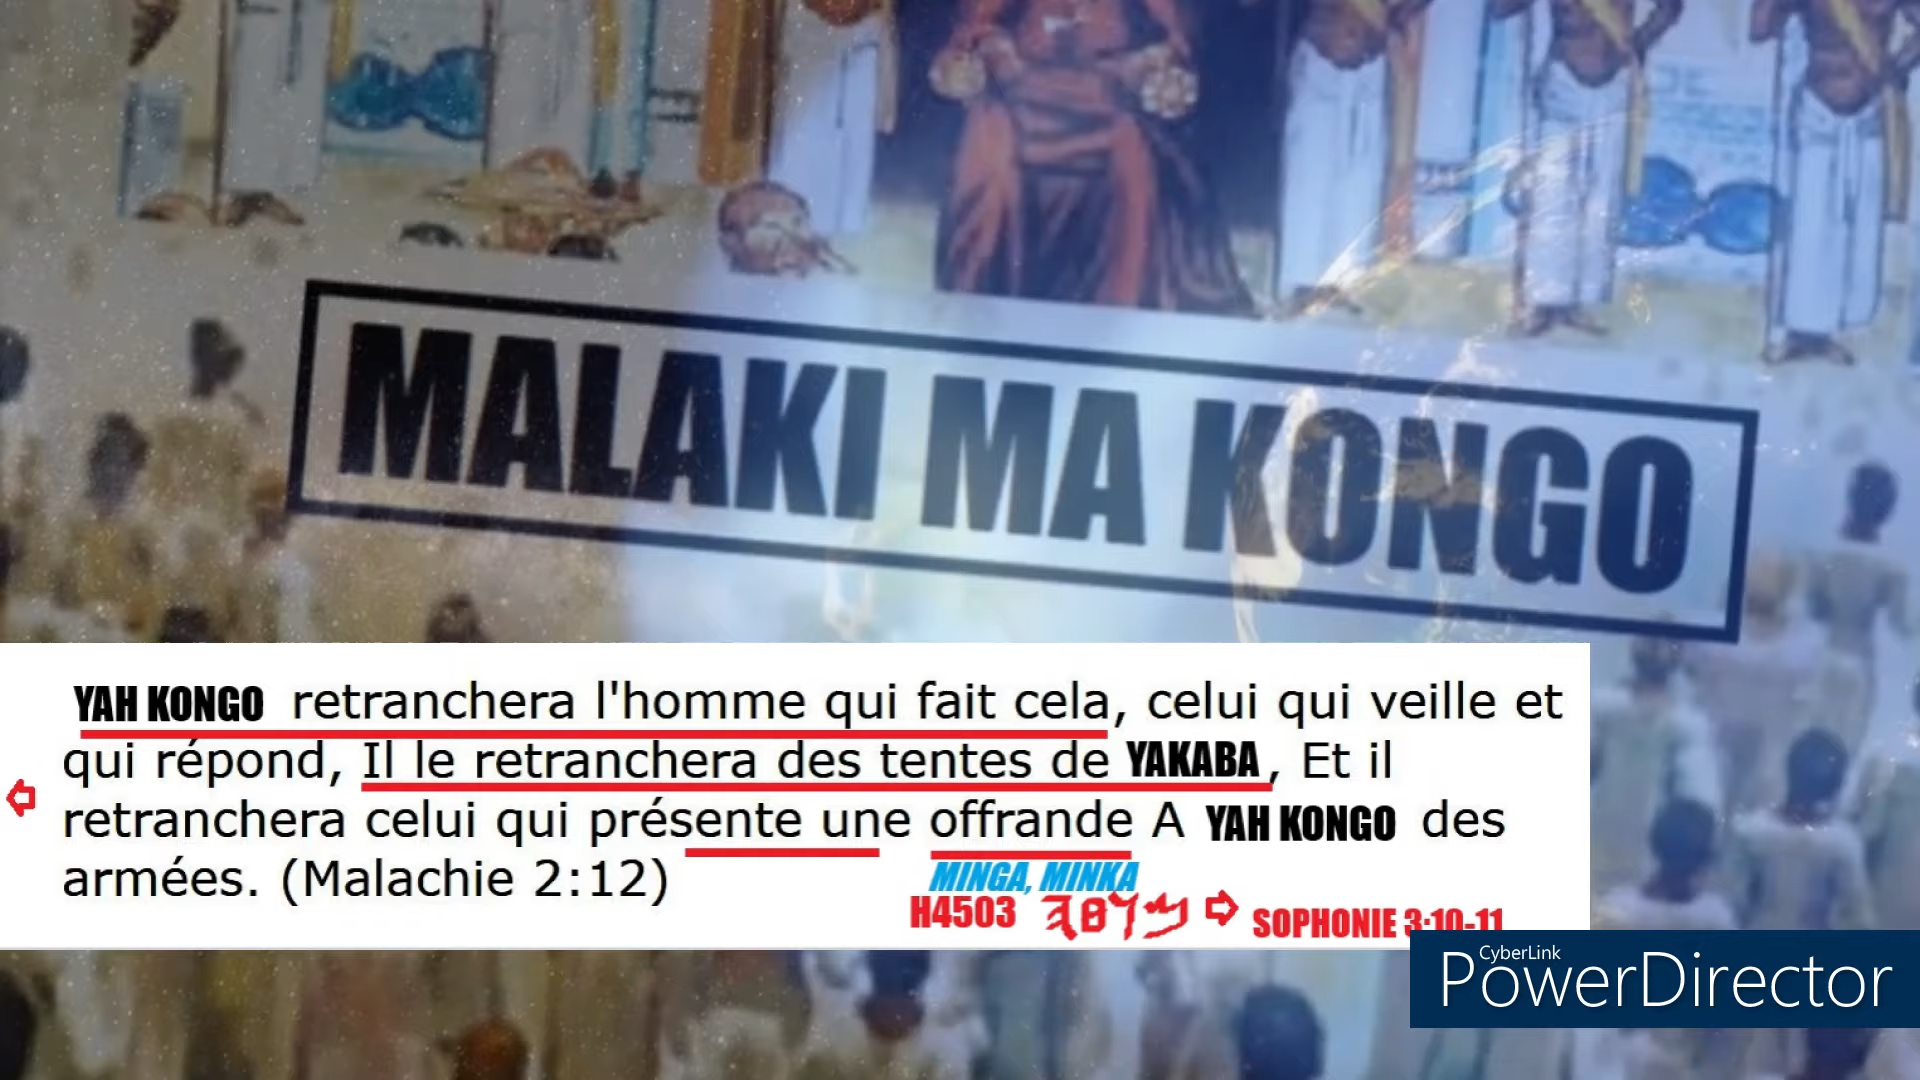 MALAKI MA KONGO
YAH KONGO retranchera l'homme qui fait cela, celui qui veille et
qui répond, Il le retranchera des tentes de YAKABA, Et il
retranchera celui qui présente une offrande A YAH KONGO des
armées. (Malachie 2:12)
MINGA, MINKA
H4503
SOPHONIE 3:10-11
CyberLink
PowerDirector